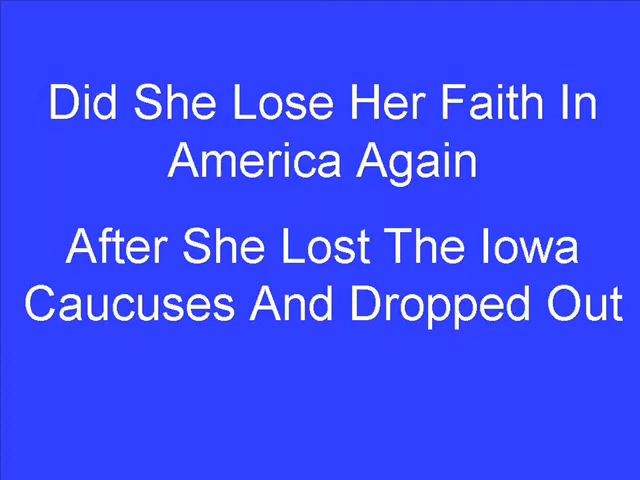 Did She Lose Her Faith In
America Again
After She Lost The Iowa
Caucuses And Dropped Out